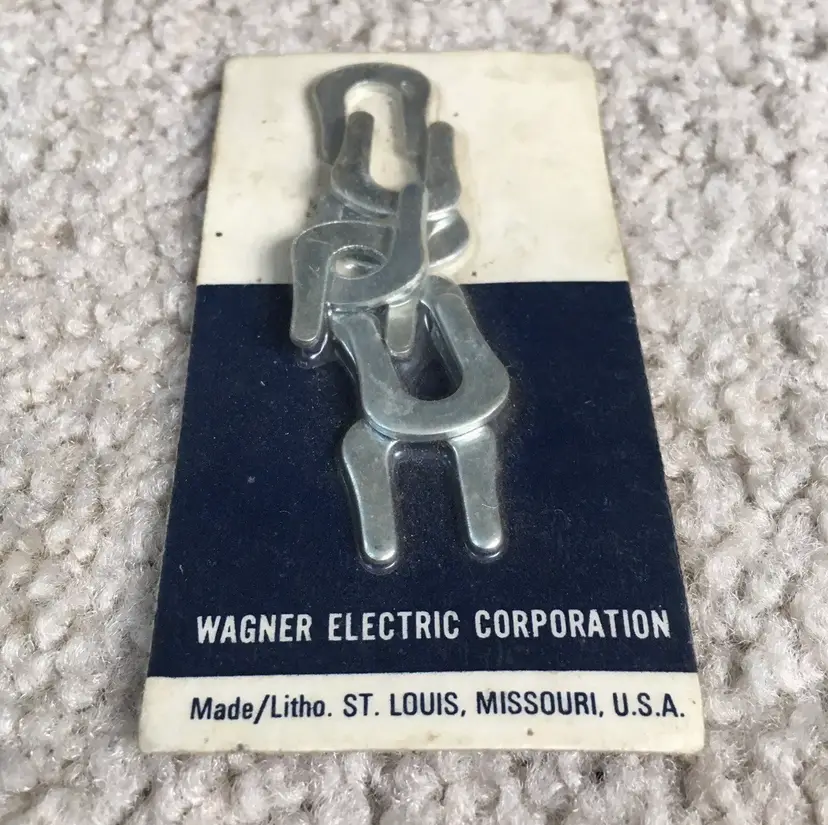 WAGNER ELECTRIC CORPORATION
Made/Litho. ST. LOUIS, MISSOURI, U.S.A.